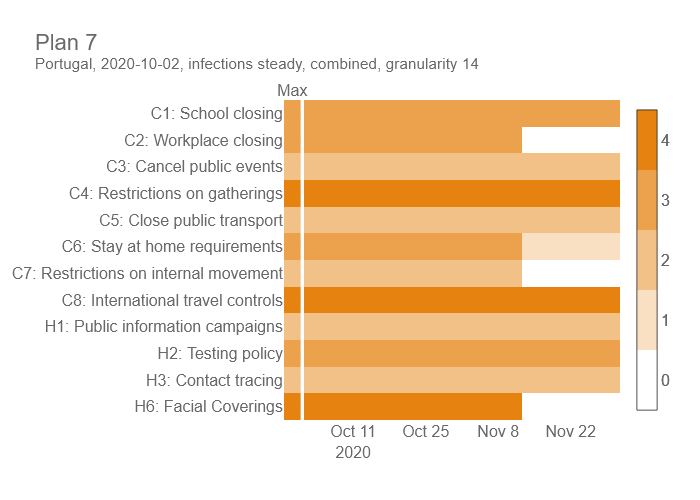 Plan 7
Portugal, 2020-10-02, infections steady, combined, granularity 14
Max
C1: School closing
C2: Workplace closing
C3: Cancel public events
C4: Restrictions on gatherings
C5: Close public transport
C6: Stay at home requirements
C7: Restrictions on internal movement
C8: International travel controls
H1: Public information campaigns
H2: Testing policy
H3: Contact tracing
H6: Facial Coverings
Oct 11 Oct 25 Nov 8 Nov 22
2020
4
3
2
1
0